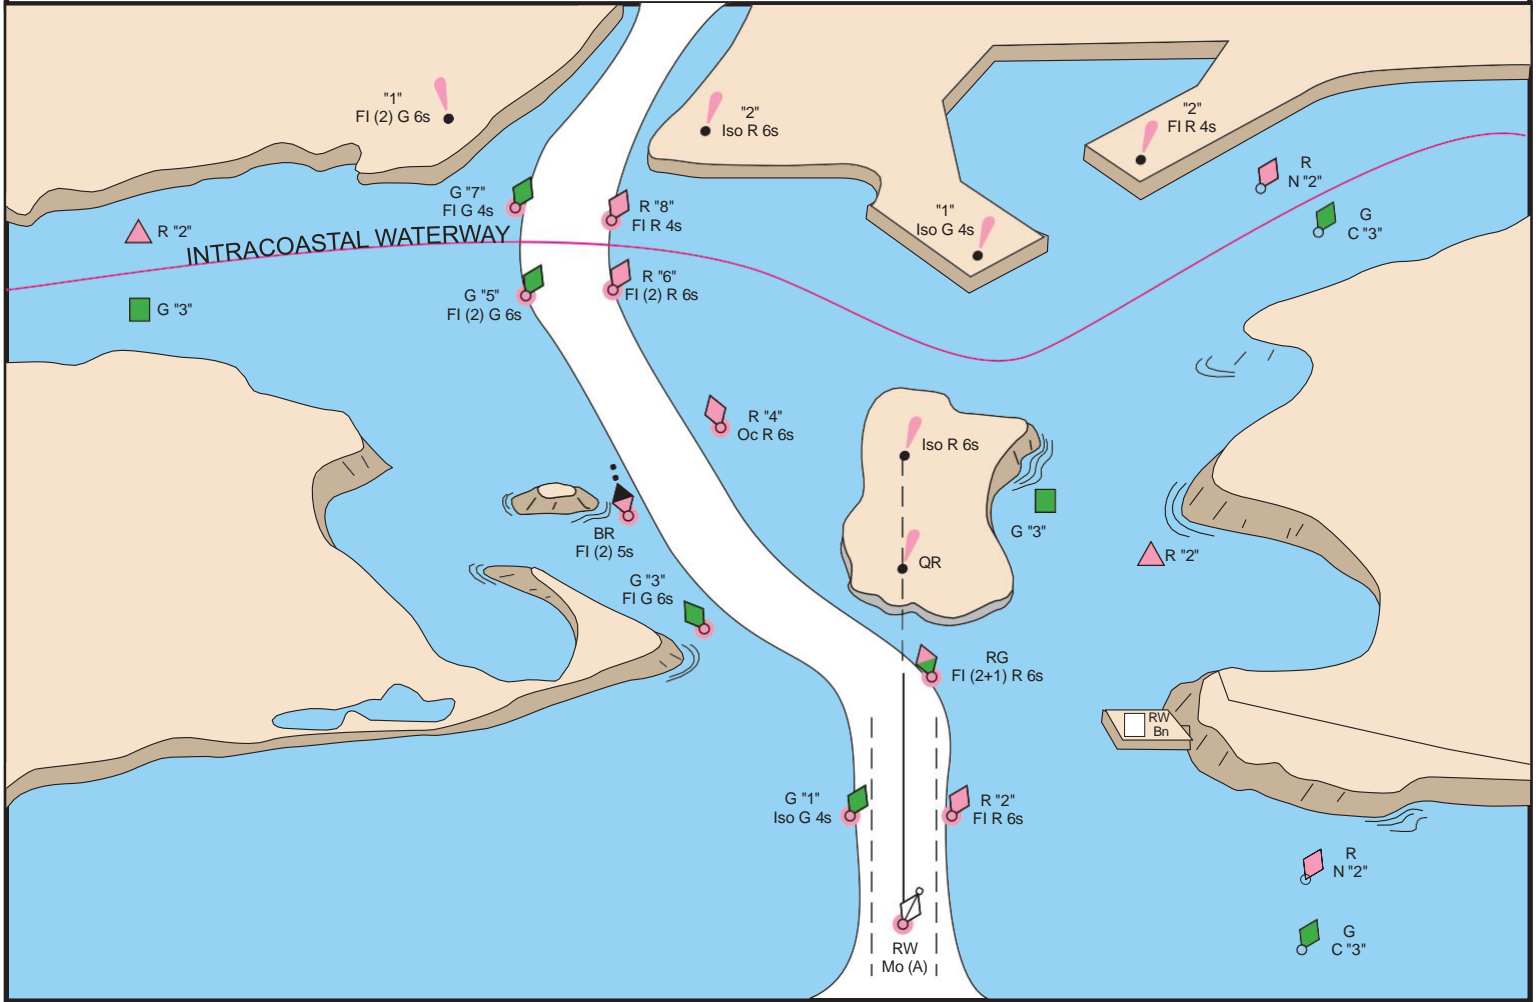 "1"
Fl (2) G 6s
"2"
Iso R 6s
"2"
Fl R 4s
R
N "2"
G "7"
Fl G 4s
R "8"
Fl R 4s
"1"
Iso G 4s
G
C "3"
R "2"
INTRACOASTAL WATERWAY
G "3"
G "5"
Fl (2) G 6s
R "6"
Fl (2) R 6s
R "4"
Oc R 6s
Iso R 6s
BR
Fl (2) 5s
G "3"
R "2"
QR
G "3"
Fl G 6s
RG
Fl (2+1) R 6s
RW
Bn
G "1"
Iso G 4s
R "2"
Fl R 6s
R
N "2"
RW
Mo (A)
G
C "3"